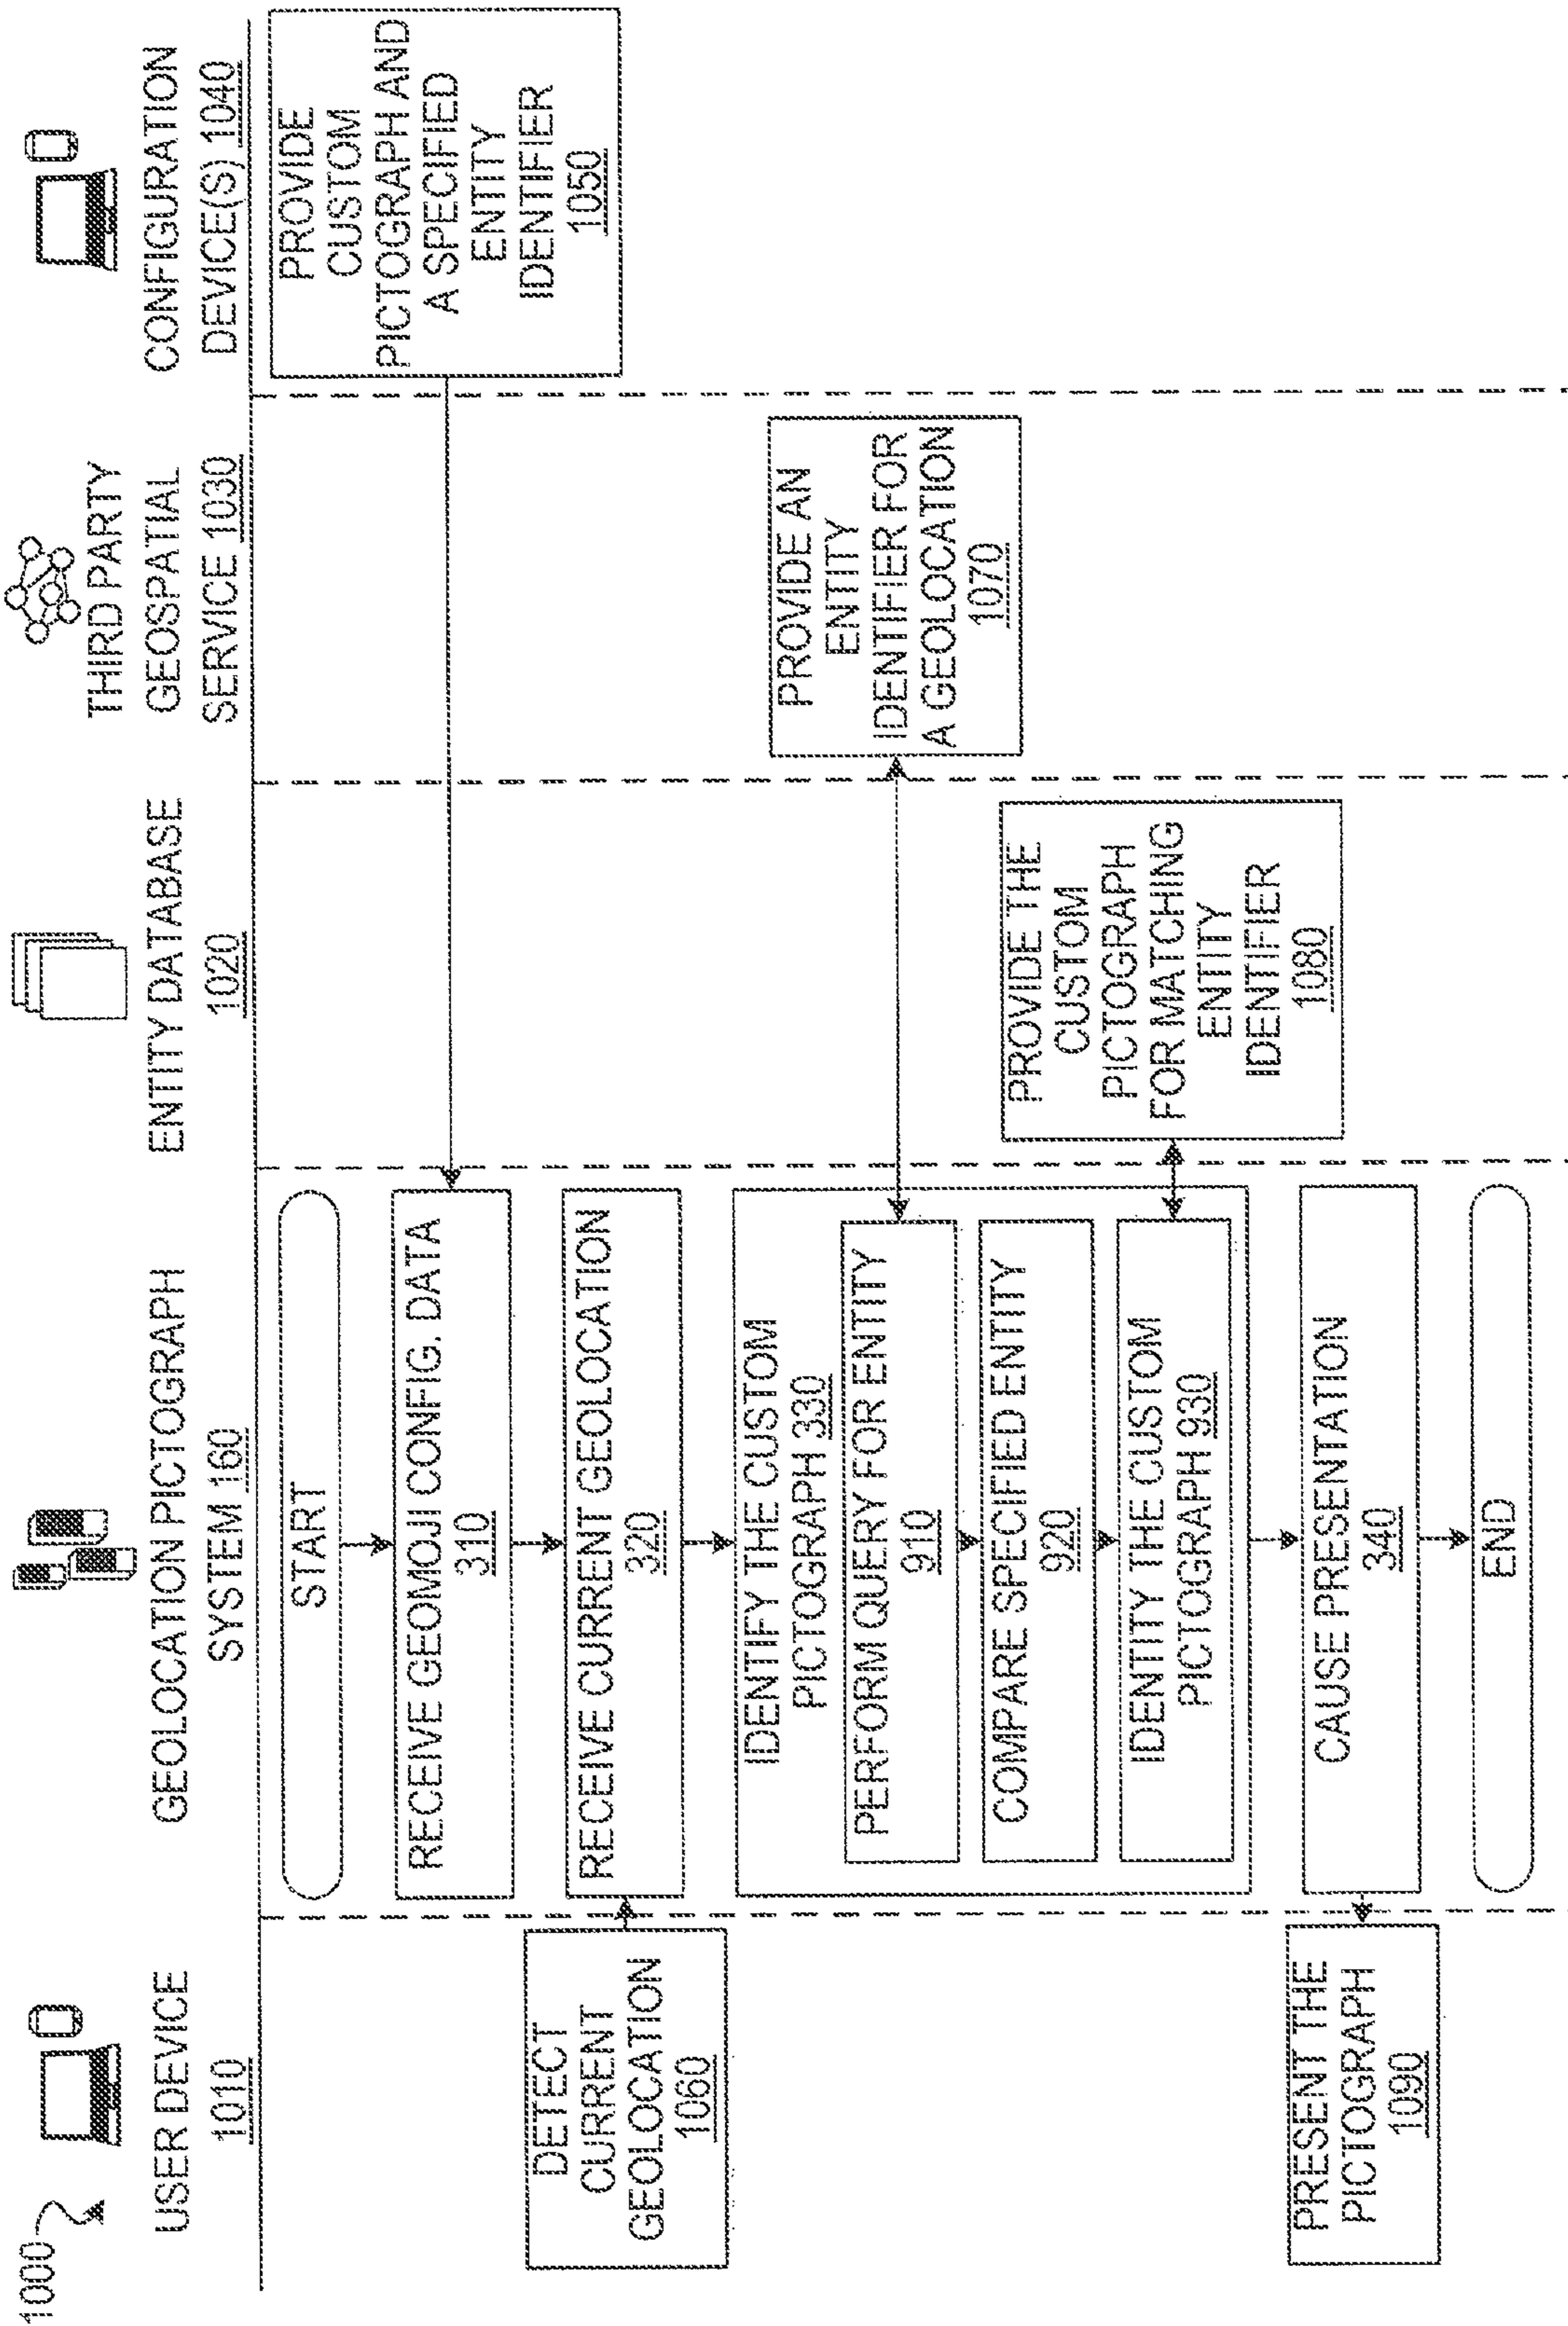 1000
USER DEVICE
1010
GEOLOCATION PICTOGRAPH
SYSTEM 160
ENTITY DATABASE
1020
THIRD PARTY
GEOSPATIAL
SERVICE 1030
CONFIGURATION
DEVICE(S) 1040
START
PROVIDE
CUSTOM
PICTOGRAPH AND
A SPECIFIED
ENTITY
IDENTIFIER
1050
RECEIVE GEOMOJI CONFIG. DATA
310
DETECT
CURRENT
GEOLOCATION
1060
RECEIVE CURRENT GEOLOCATION
320
IDENTIFY THE CUSTOM
PICTOGRAPH 330
PERFORM QUERY FOR ENTITY
910
PROVIDE AN
ENTITY
IDENTIFIER FOR
A GEOLOCATION
1070
COMPARE SPECIFIED ENTITY
920
IDENTITY THE CUSTOM
PICTOGRAPH 930
PROVIDE THE
CUSTOM
PICTOGRAPH
FOR MATCHING
ENTITY
IDENTIFIER
1080
CAUSE PRESENTATION
340
PRESENT THE
PICTOGRAPH
1090
END